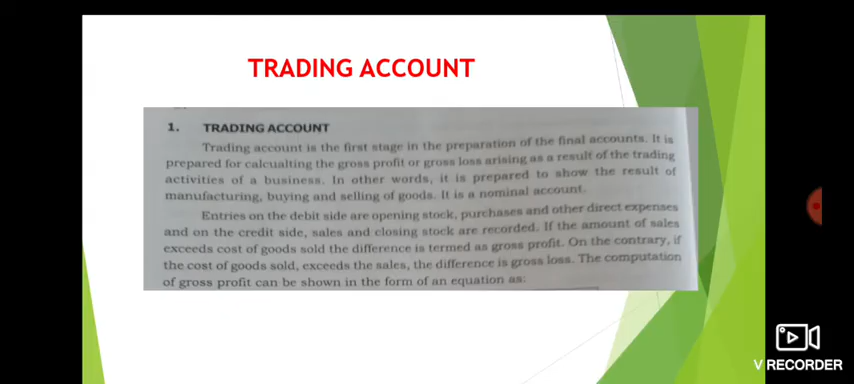 TRADING ACCOUNT
1. TRADING ACCOUNT
Trading account is the first stage in the preparation of the final accounts. It is
prepared for calcualting the gross profit or gross loss arising as a result of the trading
activities of a business. In other words, it is prepared to show the result of
manufacturing, buying and selling of goods. It is a nominal account.
Entries on the debit side are opening stock, purchases and other direct expenses
and on the credit side, sales and closing stock are recorded. If the amount of sales
exceeds cost of goods sold the difference is termed as gross profit. On the contrary, if
the cost of goods sold, exceeds the sales, the difference is gross loss. The computation
of gross profit can be shown in the form of an equation as:
V RECORDER